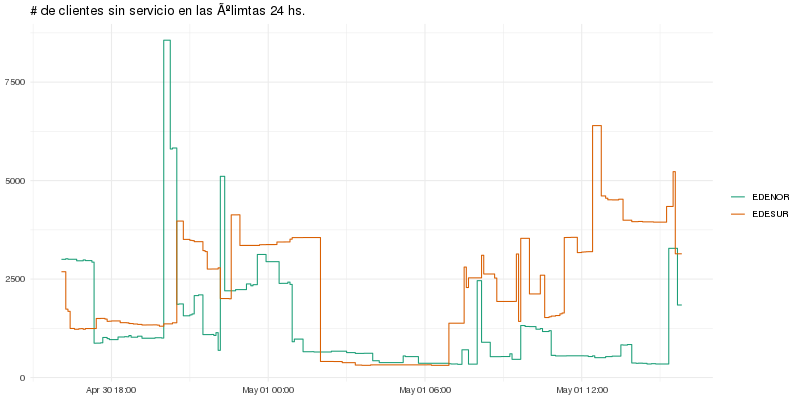 # de clientes sin servicio en las Ãºlimtas 24 hs.
7500
5000
2500
0
Apr 30 18:00
May 01 00:00
May 01 06:00
May 01 12:00
EDENOR
EDESUR